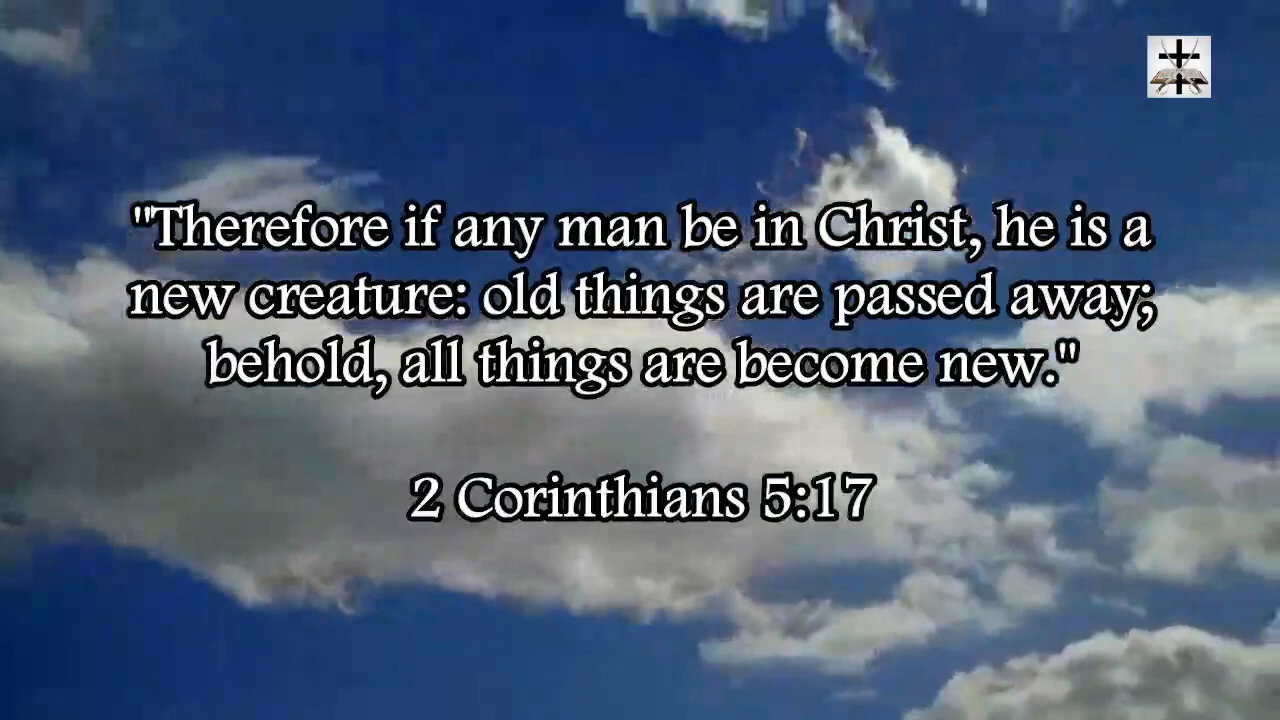 "Therefore if any man be in Christ, he is a
new creature: old things are passed away;
behold, all things are become new."
2 Corinthians 5:17